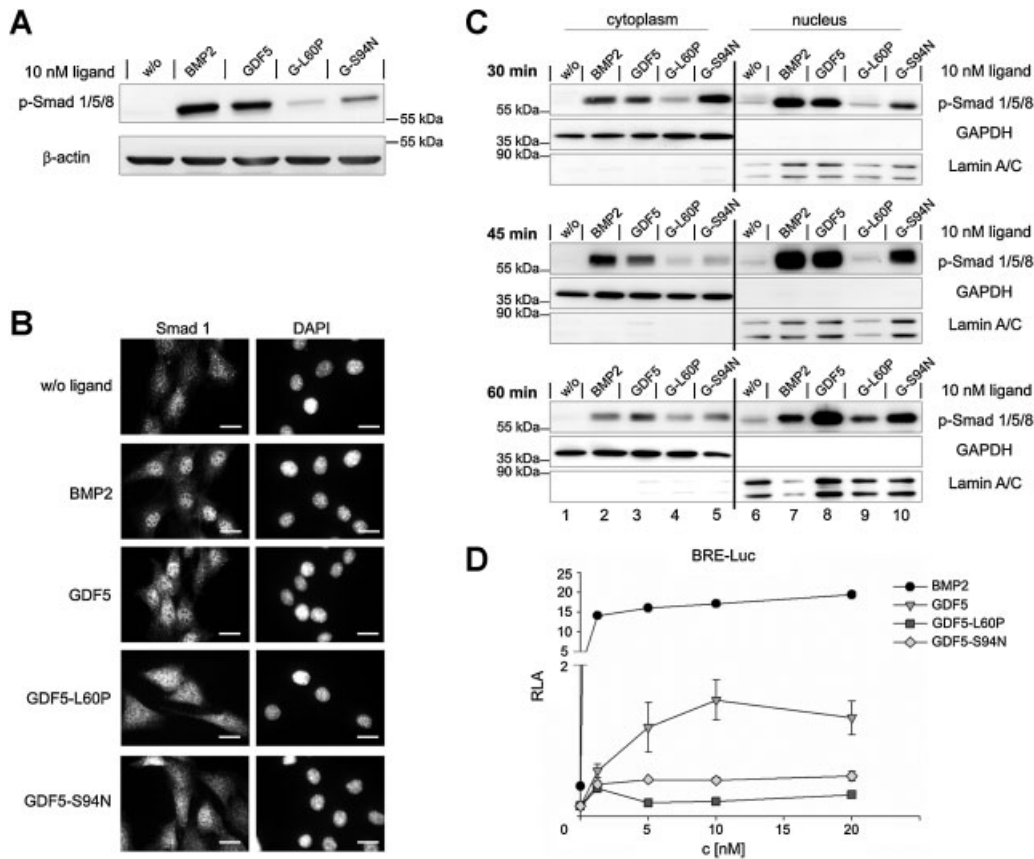 A
10 nM ligand w/o BMP2 GDF5 G-L60P G-S94N
p-Smad 1/5/8
55 kDa
55 kDa
β-actin
B
Smad 1 DAPI
w/o ligand
BMP2
GDF5
GDF5-L60P
GDF5-S94N
C
cytoplasm nucleus
30 min w/o BMP2 GDF5 G-L60P G-S94N w/o BMP2 GDF5 G-L60P G-S94N 10 nM ligand
55 kDa p-Smad 1/5/8
35 kDa GAPDH
90 kDa Lamin A/C
45 min w/o BMP2 GDF5 G-L60P G-S94N w/o BMP2 GDF5 G-L60P G-S94N 10 nM ligand
55 kDa p-Smad 1/5/8
35 kDa GAPDH
90 kDa Lamin A/C
60 min w/o BMP2 GDF5 G-L60P G-S94N w/o BMP2 GDF5 G-L60P G-S94N 10 nM ligand
55 kDa p-Smad 1/5/8
35 kDa GAPDH
90 kDa Lamin A/C
1 2 3 4 5 6 7 8 9 10
D
BRE-Luc
25
20
15
10
5
2
RLA
0 5 10 15 20
c [nM]
BMP2
GDF5
GDF5-L60P
GDF5-S94N